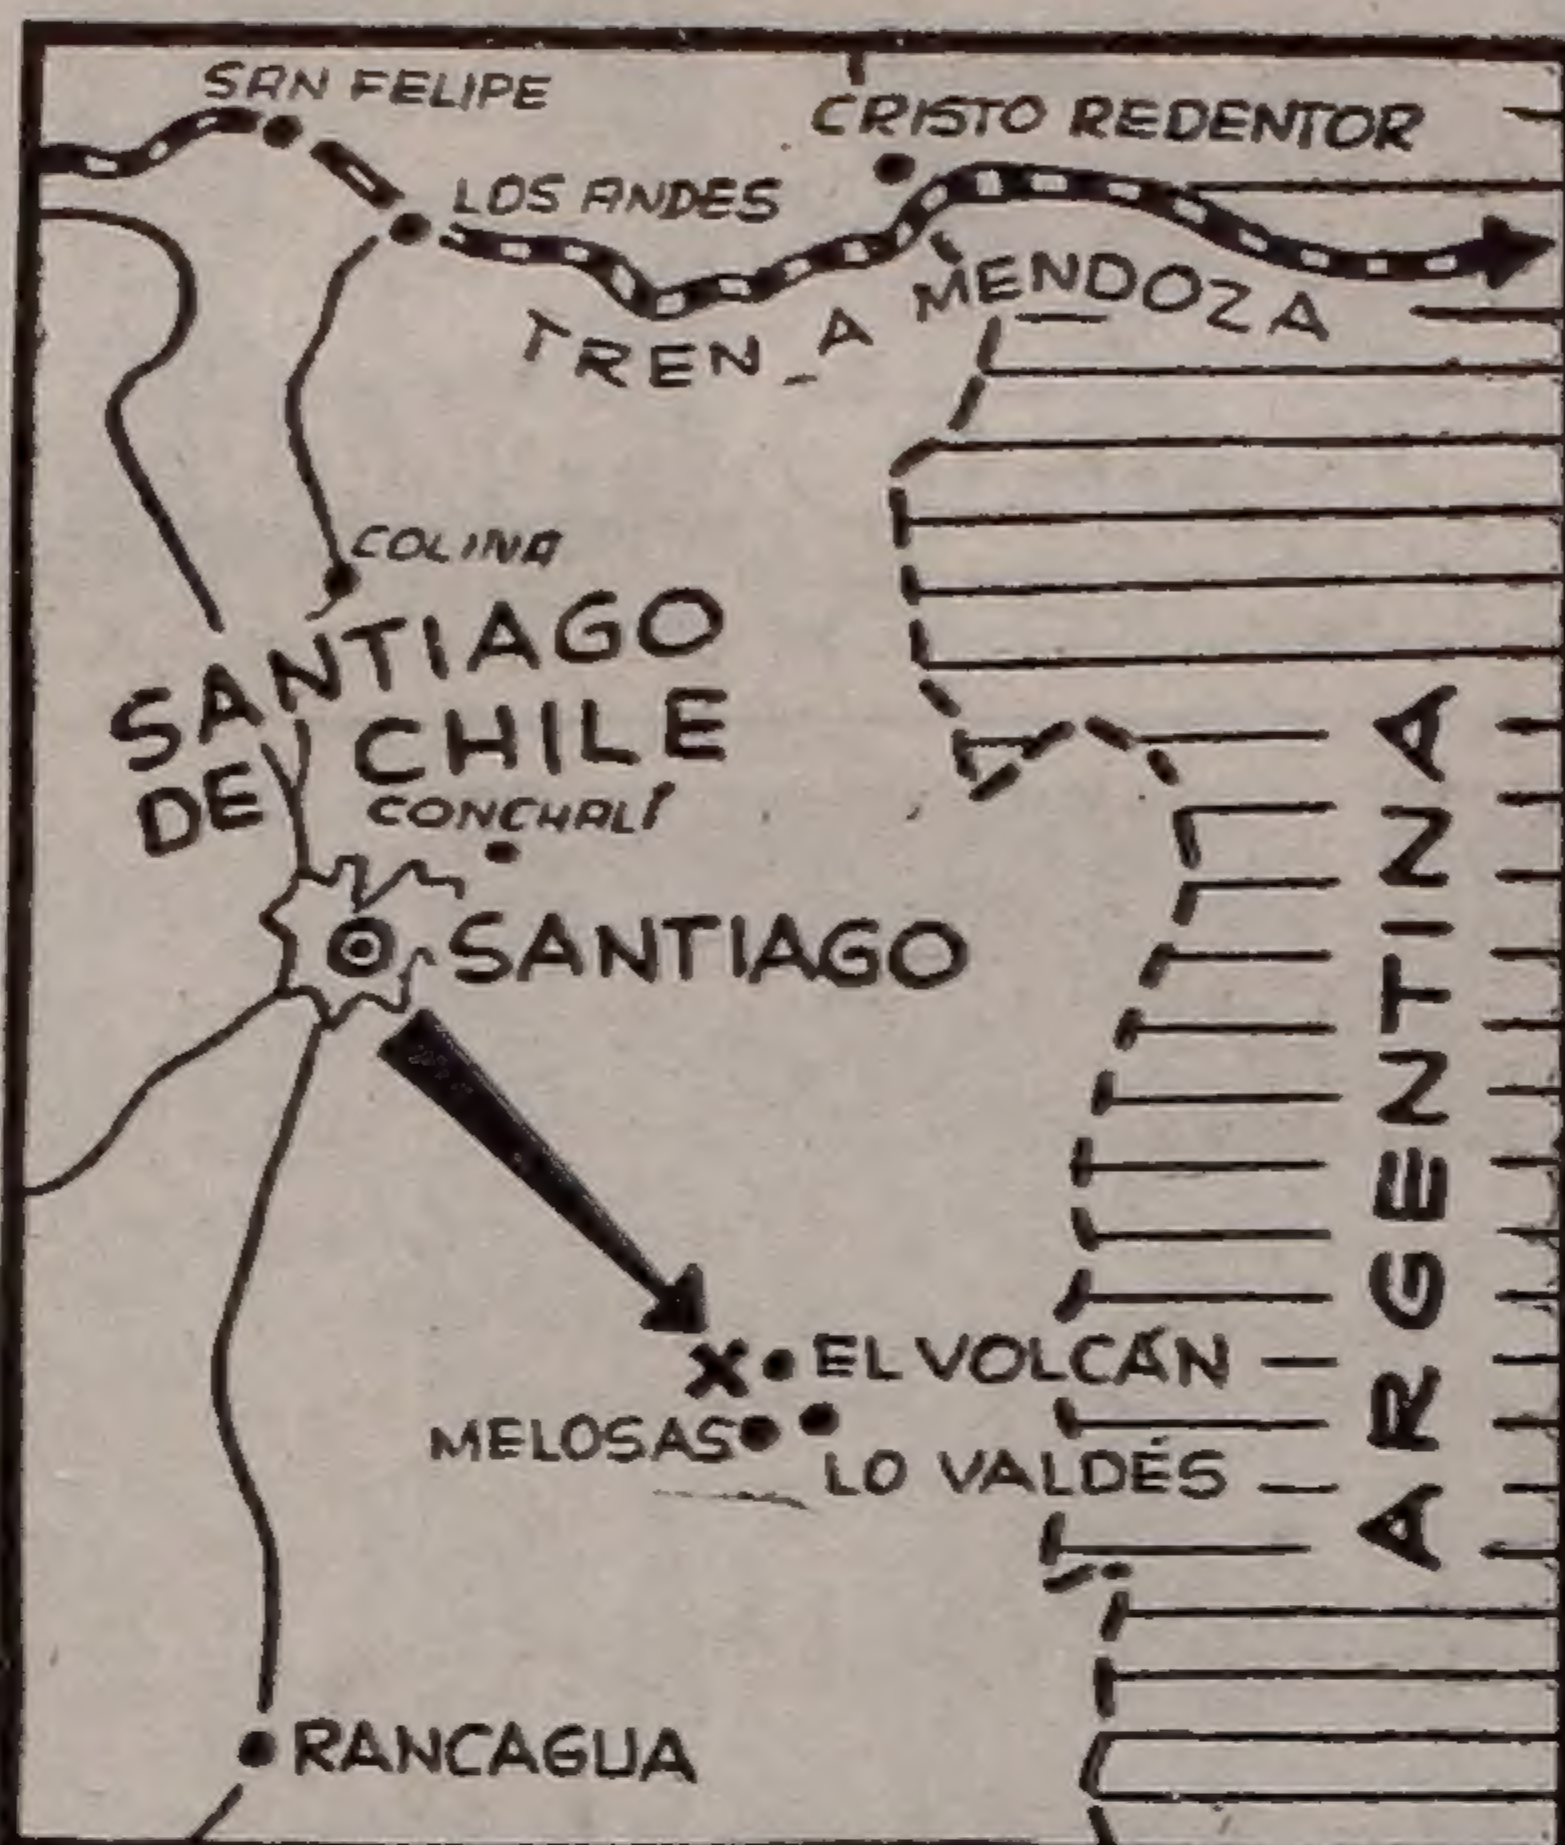 SAN FELIPE
CRISTO REDENTOR
LOS ANDES
TREN A MENDOZA
COLINA
SANTIAGO
DE CHILE
CONCHALÍ
SANTIAGO
ARGENTINA
X EL VOLCÁN
MELOSAS
LO VALDÉS
RANCAGUA